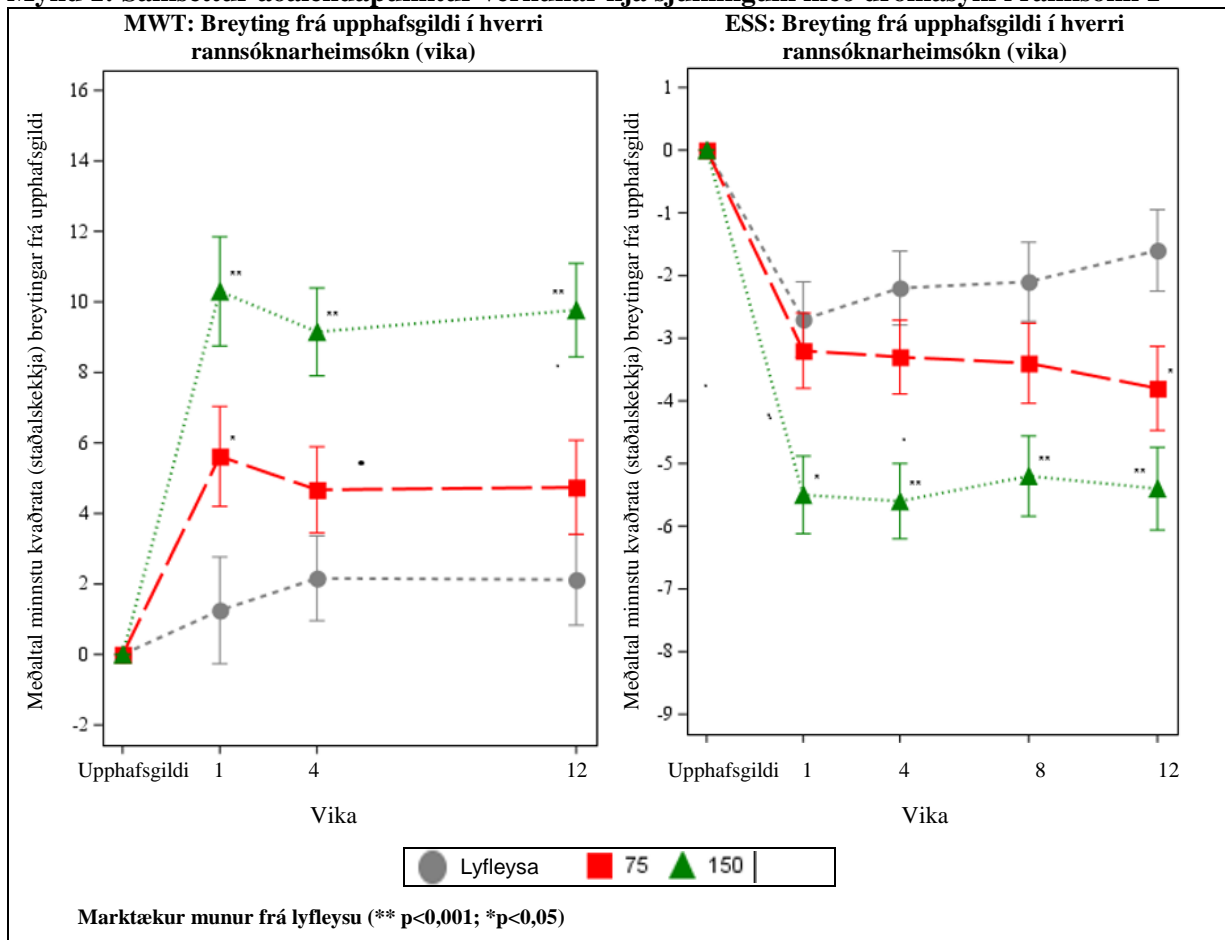 MWT: Breyting frá upphafsgildi í hverri
rannsóknarheimsókn (vika)
Meðaltal minnstu kvaðrata (staðalskekkja) breytingar frá upphafsgildi
16
14
12
10
8
6
4
2
0
-2
**
**
**
*
Upphafsgildi 1 4 12
Vika
ESS: Breyting frá upphafsgildi í hverri
rannsóknarheimsókn (vika)
Meðaltal minnstu kvaðrata (staðalskekkja) breytingar frá upphafsgildi
1
0
-1
-2
-3
-4
-5
-6
-7
-8
-9
*
*
**
**
**
Upphafsgildi 1 4 8 12
Vika
Lyfleysa 75 150
Marktækur munur frá lyfleysu (** p<0,001; *p<0,05)